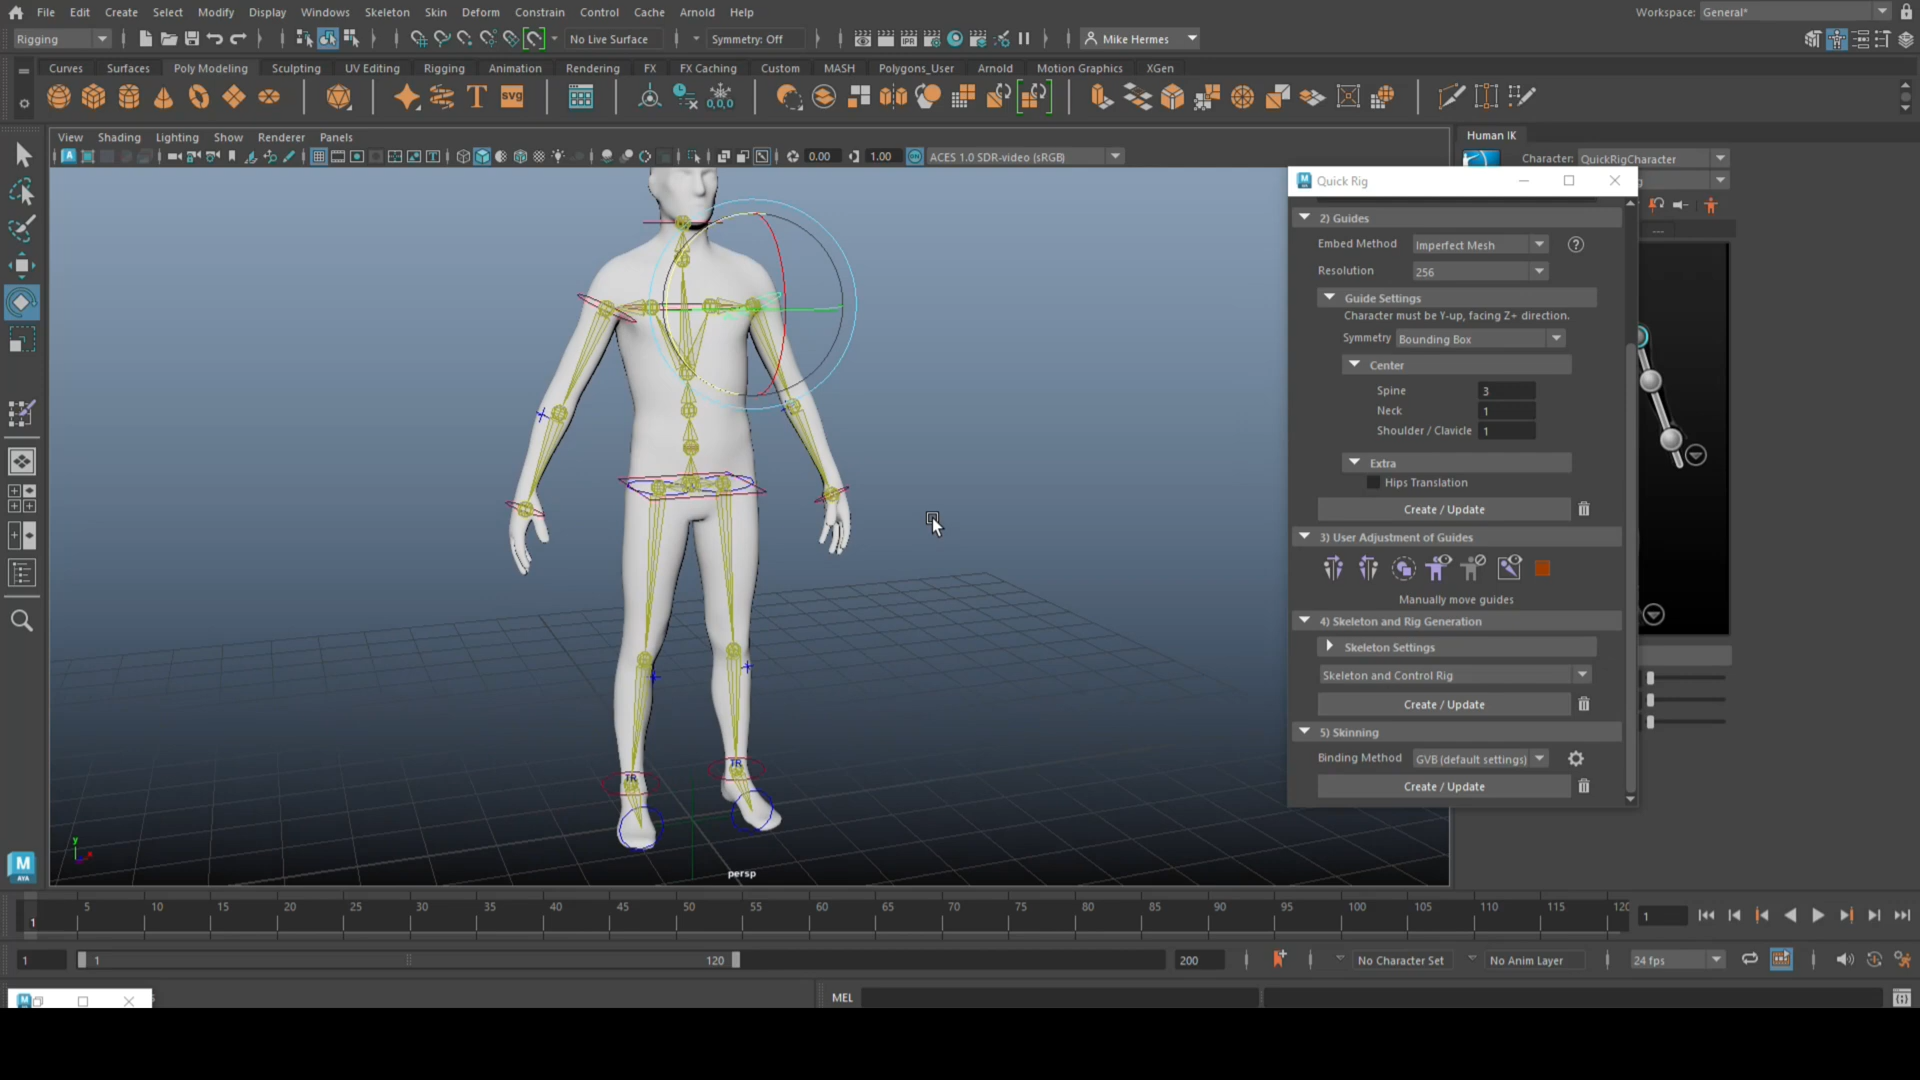 File Edit Create Select Modify Display Windows Skeleton Skin Deform Constrain Control Cache Arnold Help
Workspace: General*
Rigging No Live Surface Symmetry: Off Mike Hermes
Curves Surfaces Poly Modeling Sculpting UV Editing Rigging Animation Rendering FX FX Caching Custom MASH Polygons_User Arnold Motion Graphics XGen
T svg 0,0,0
View Shading Lighting Show Renderer Panels
Human IK
0.00 1.00 ACES 1.0 SDR-video (sRGB)
Character: QuickRigCharacter
Quick Rig
2) Guides
Embed Method Imperfect Mesh
Resolution 256
Guide Settings
Character must be Y-up, facing Z+ direction.
Symmetry Bounding Box
Center
Spine 3
Neck 1
Shoulder / Clavicle 1
Extra
Hips Translation
Create / Update
3) User Adjustment of Guides
Manually move guides
4) Skeleton and Rig Generation
Skeleton Settings
Skeleton and Control Rig
Create / Update
5) Skinning
Binding Method GVB (default settings)
Create / Update
y
persp
M
AYA
5 10 15 20 25 30 35 40 45 50 55 60 65 70 75 80 85 90 95 100 105 110 115 120
1
1
1 1 120 200 No Character Set No Anim Layer 24 fps
MEL